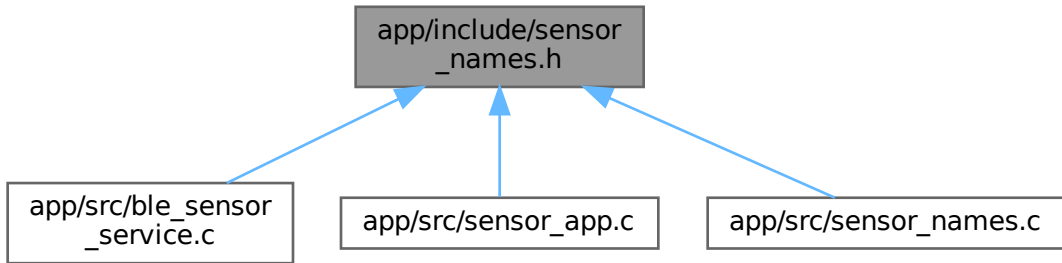 app/include/sensor
_names.h
app/src/ble_sensor
_service.c
app/src/sensor_app.c
app/src/sensor_names.c